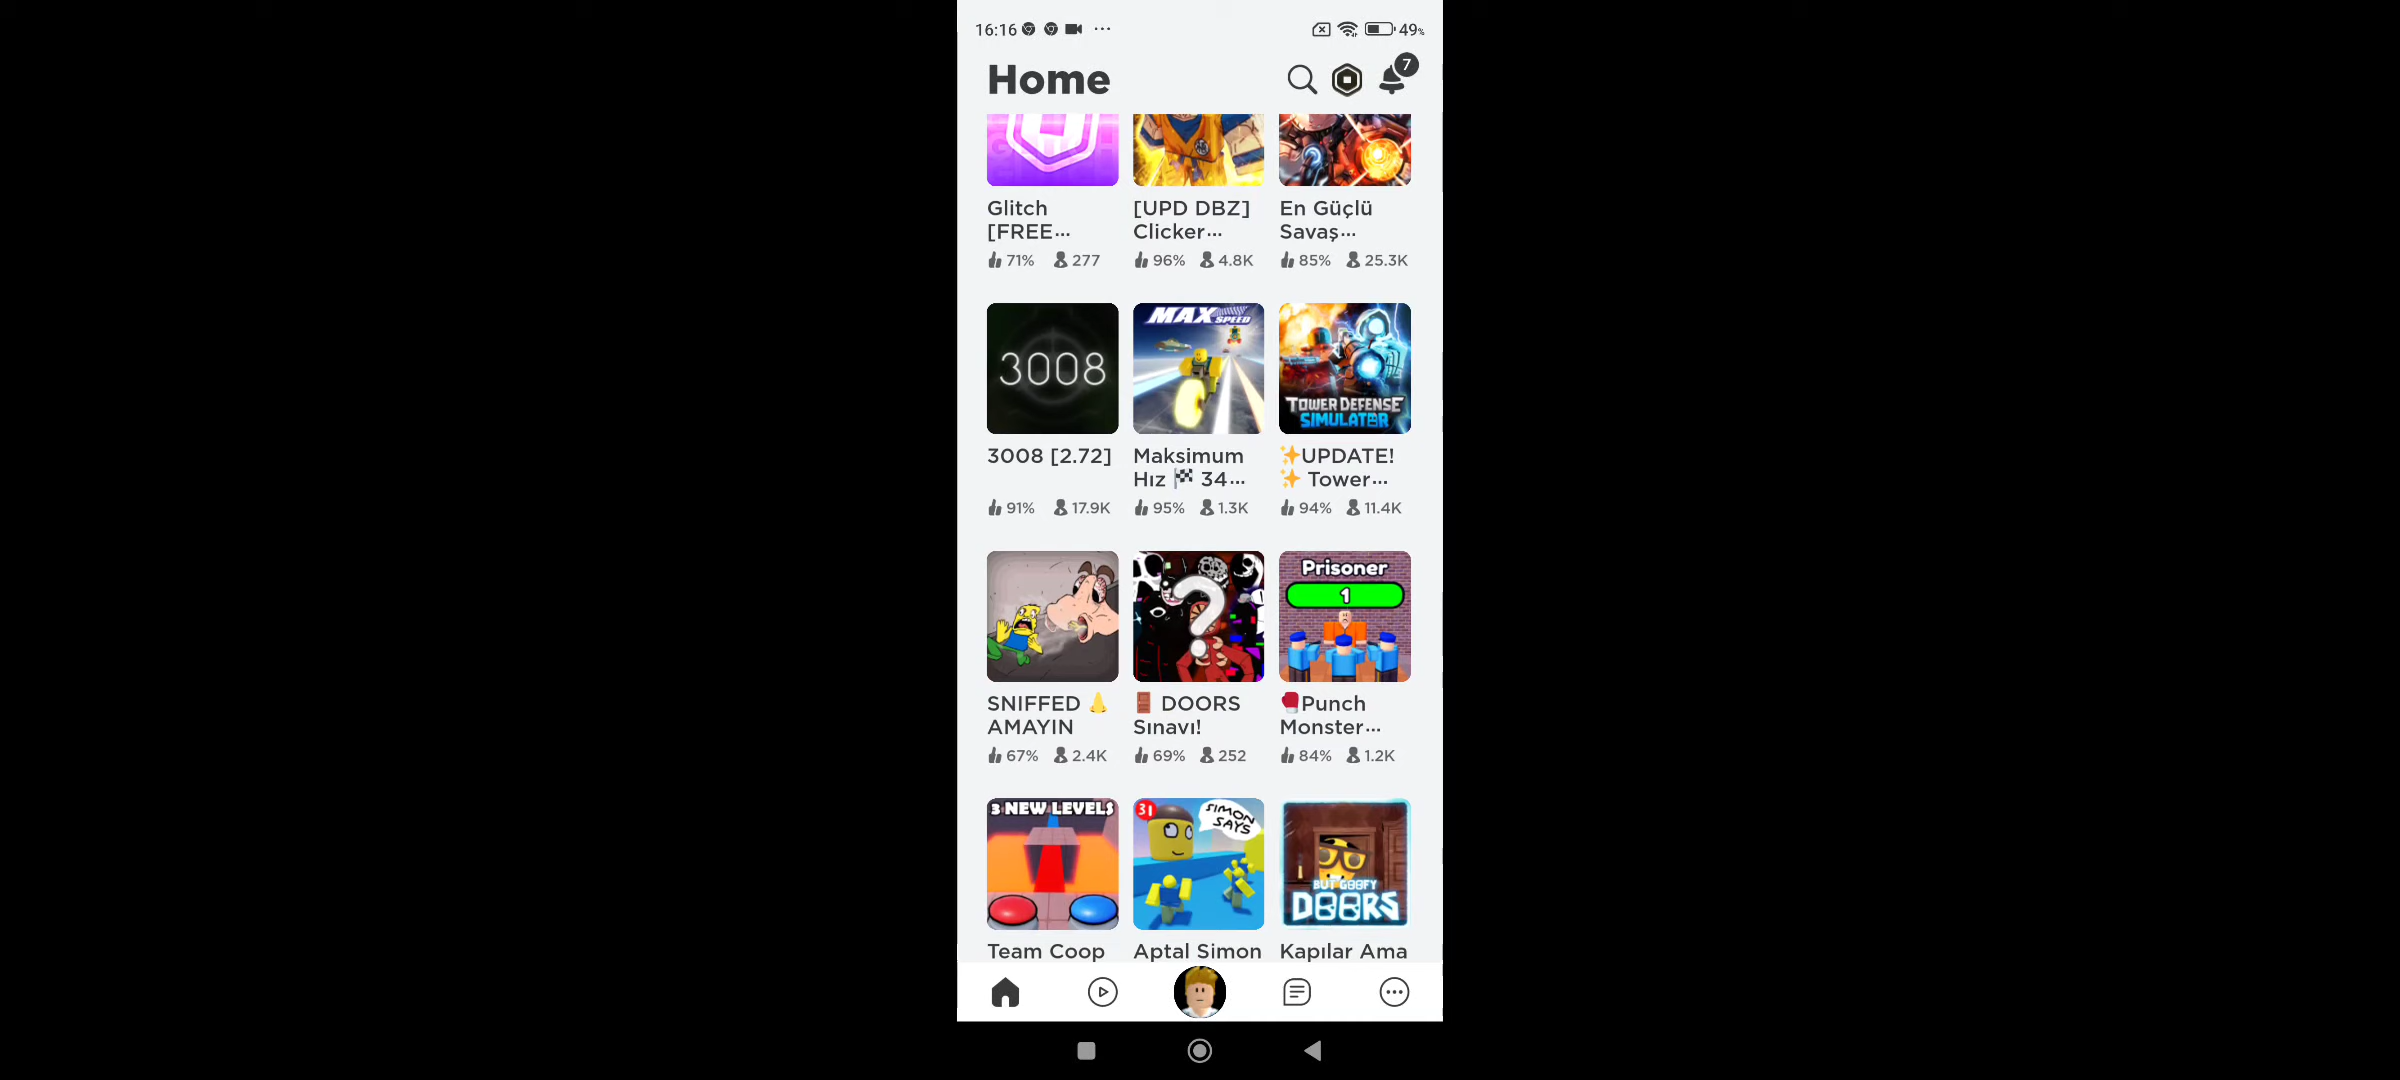 16:16 ··· 49%
Home
7
Glitch [UPD DBZ] En Güçlü
[FREE... Clicker... Savaş...
71% 277 96% 4.8K 85% 25.3K
3008
MAX SPEED
TOWER DEFENSE
SIMULATOR
3008 [2.72] Maksimum ✨UPDATE!
Hız 🏁 34... ✨ Tower...
91% 17.9K 95% 1.3K 94% 11.4K
?
Prisoner
1
SNIFFED 👃 🚪 DOORS 🥊Punch
AMAYIN Sınavı! Monster...
67% 2.4K 69% 252 84% 1.2K
3 NEW LEVELS
31
SIMON
SAYS
BUT GOOFY
DOORS
Team Coop Aptal Simon Kapılar Ama